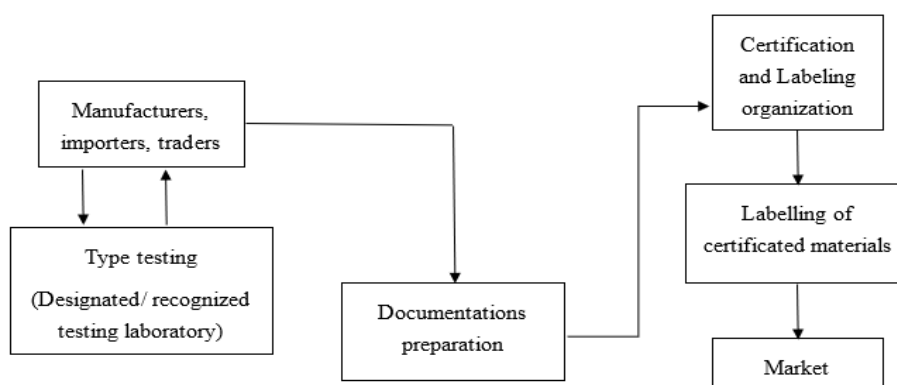 Manufacturers,
importers, traders
Type testing
(Designated/ recognized
testing laboratory)
Documentations
preparation
Certification
and Labeling
organization
Labelling of
certificated materials
Market